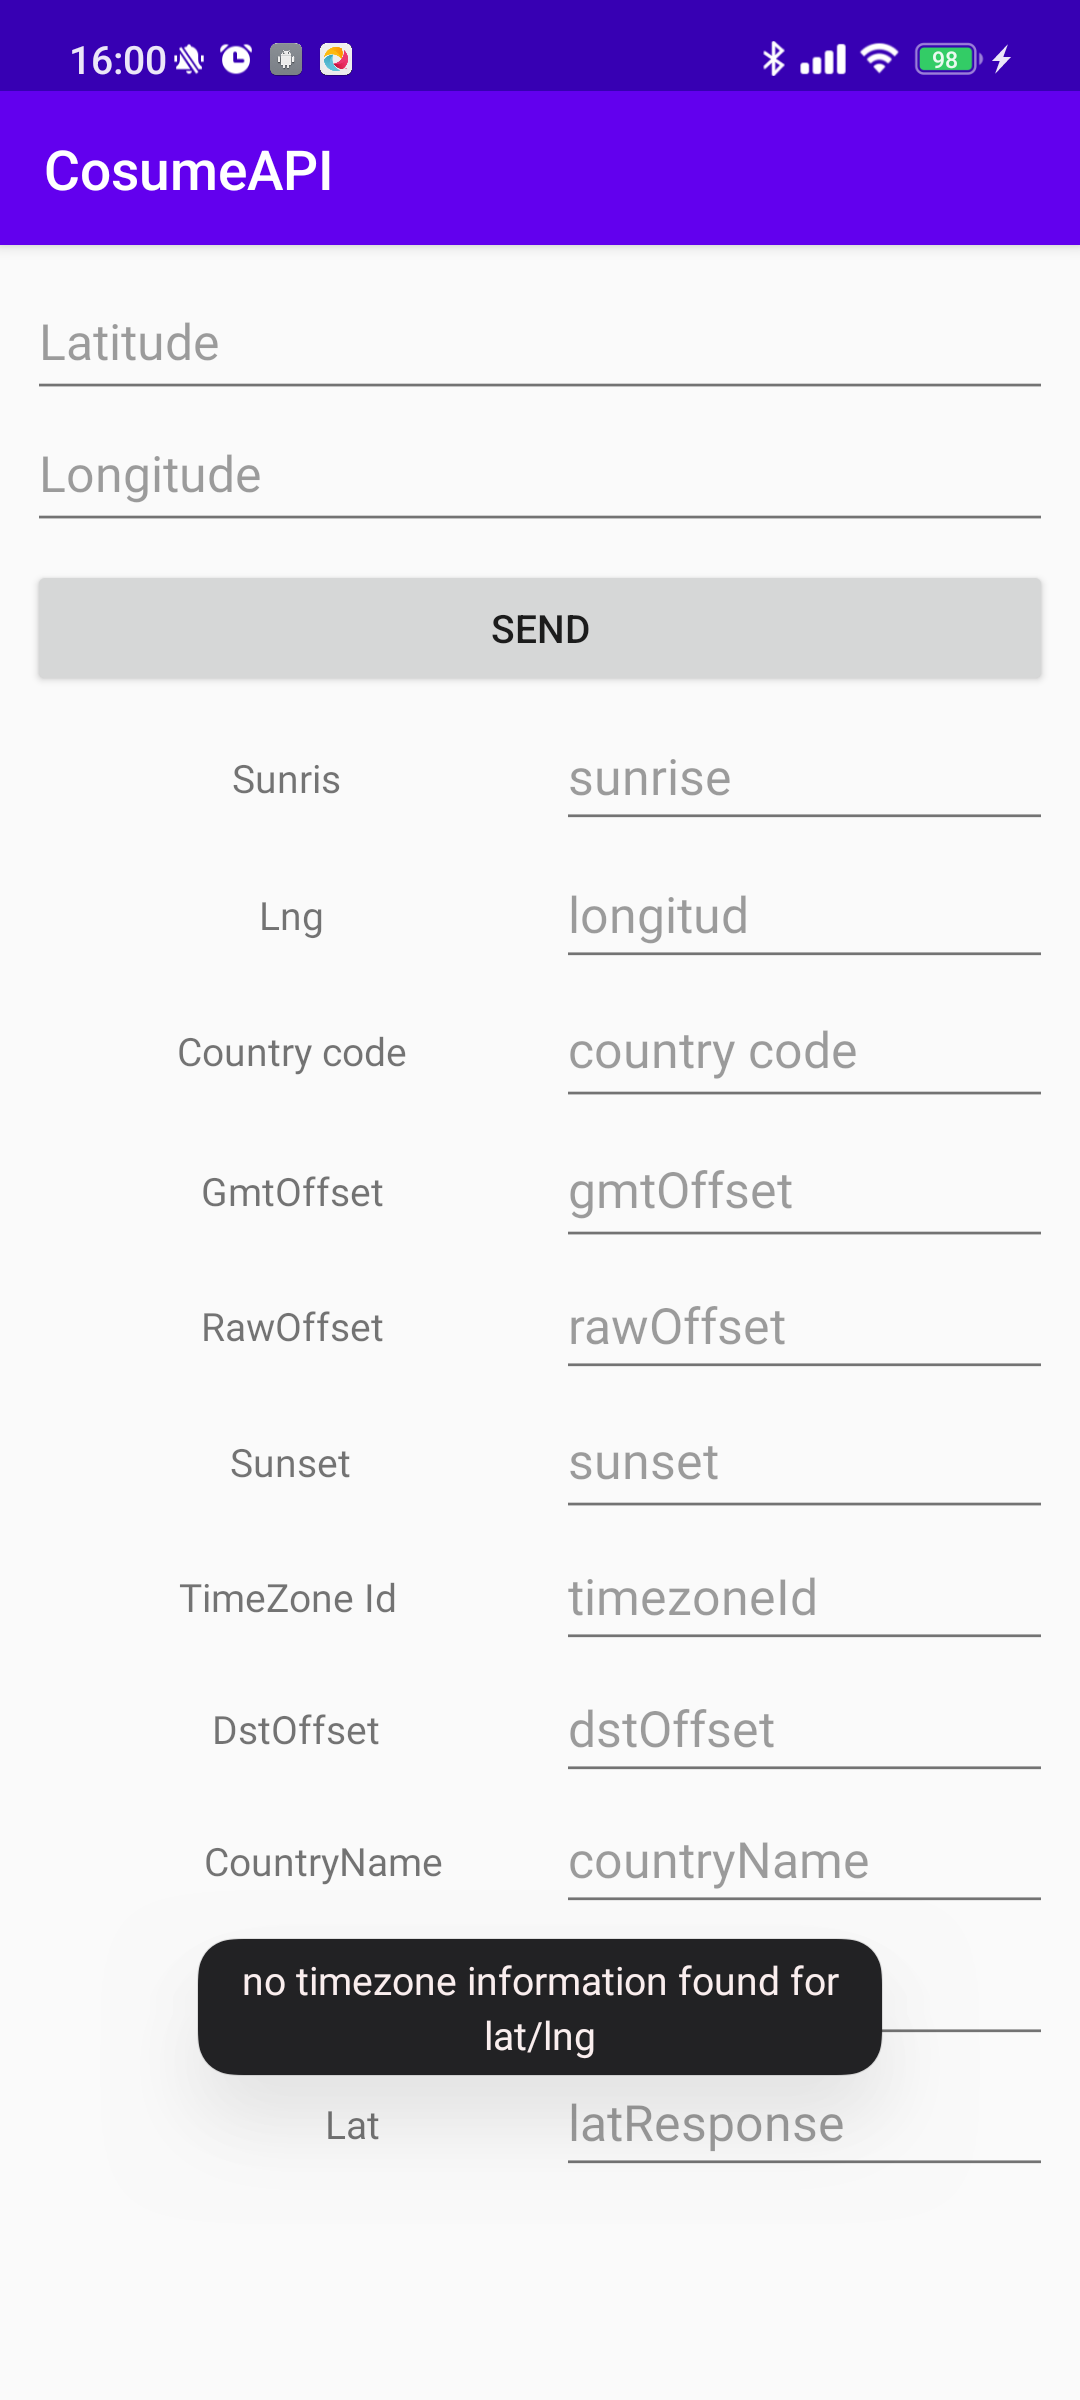 16:00 98
CosumeAPI
Latitude
Longitude
SEND
Sunris sunrise
Lng longitud
Country code country code
GmtOffset gmtOffset
RawOffset rawOffset
Sunset sunset
TimeZone Id timezoneId
DstOffset dstOffset
CountryName countryName
no timezone information found for
lat/lng
Lat latResponse